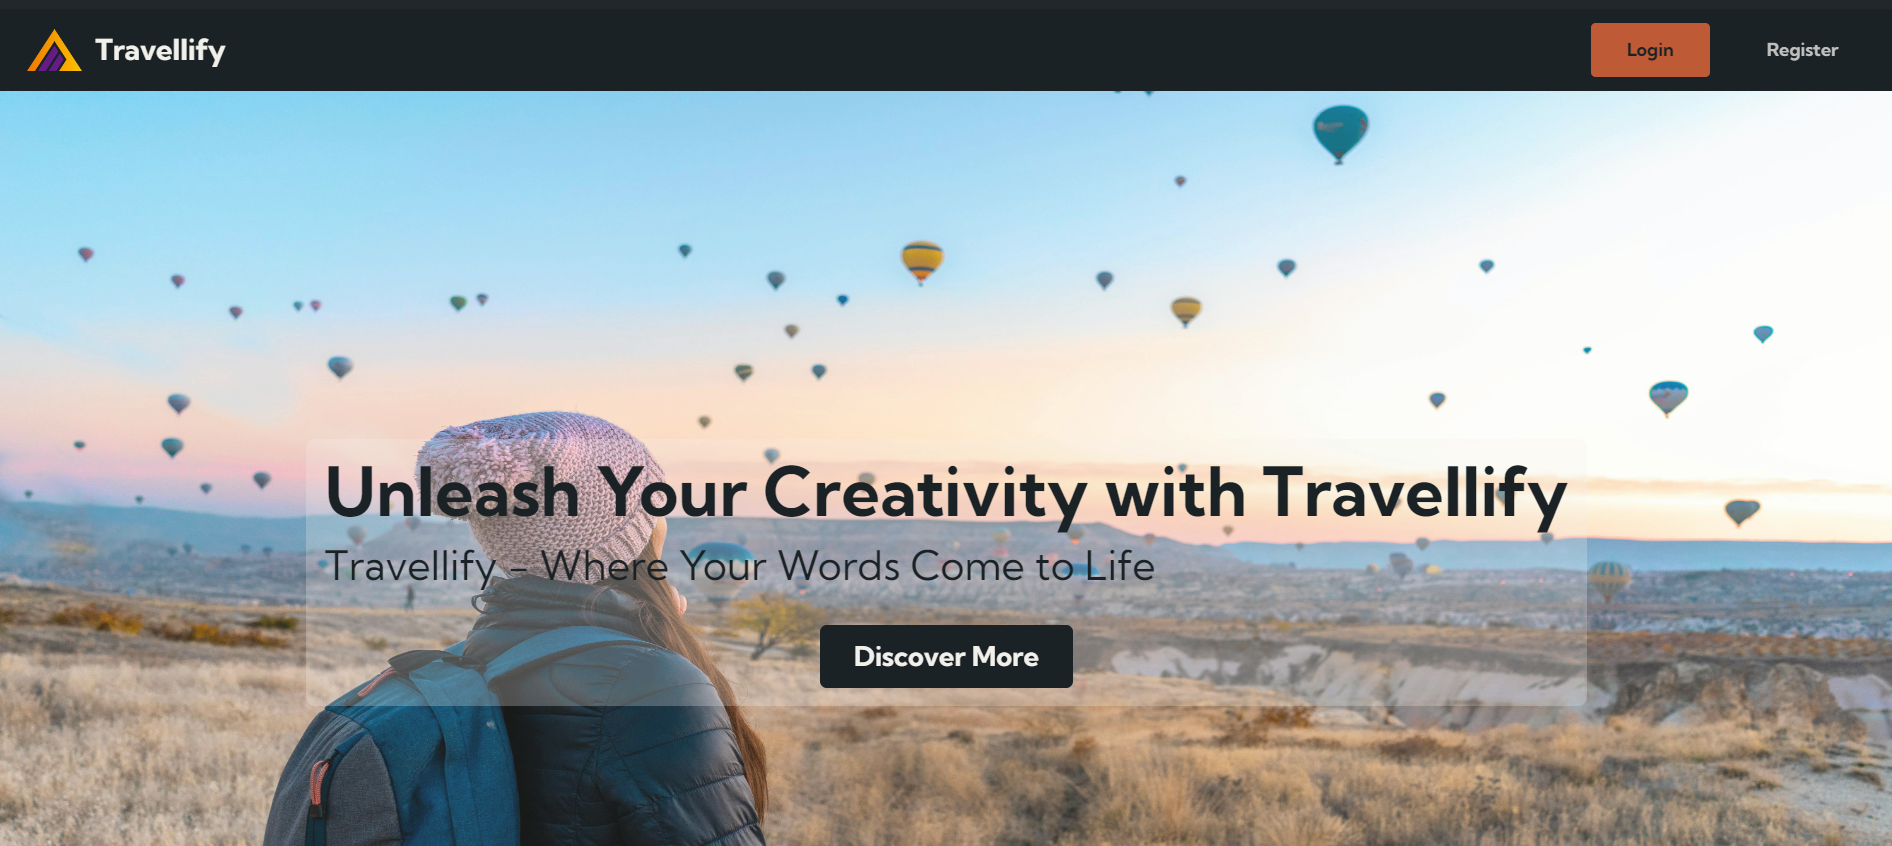 Travellify
Login
Register
Unleash Your Creativity with Travellify
Travellify - Where Your Words Come to Life
Discover More